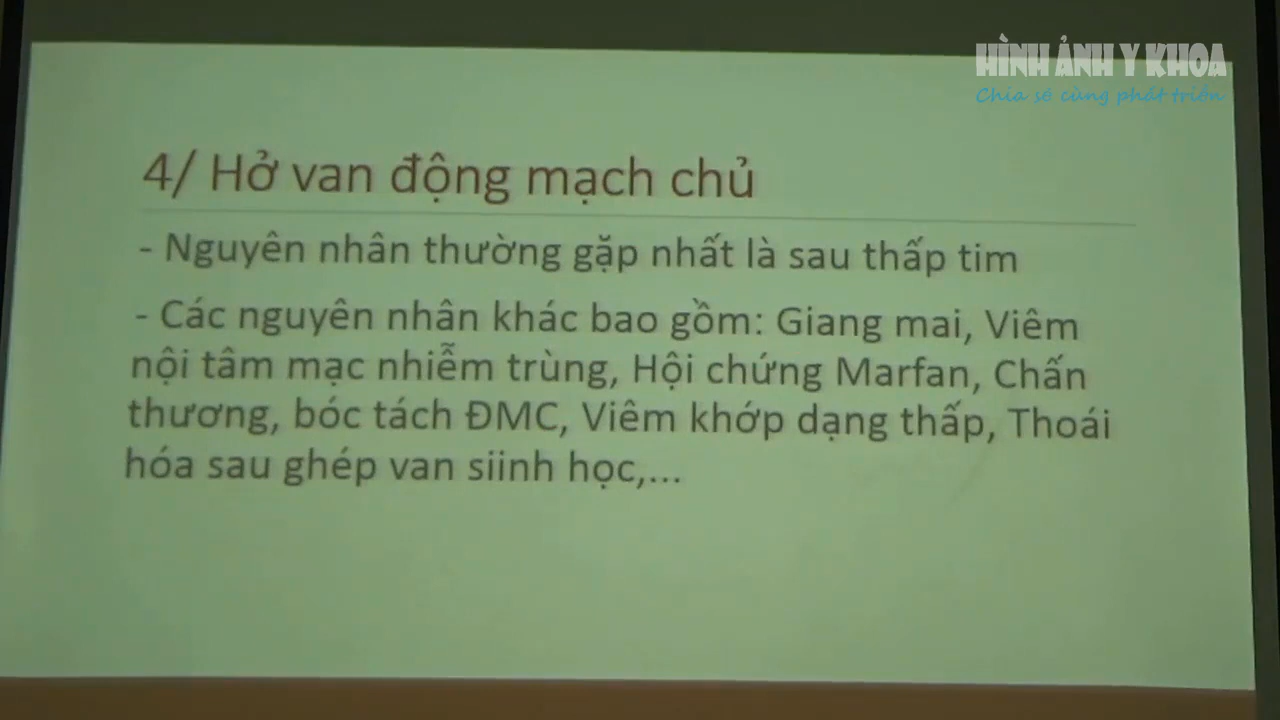 HÌNH ẢNH Y KHOA
Chia sẻ cùng phát triển
4/ Hở van động mạch chủ
- Nguyên nhân thường gặp nhất là sau thấp tim
- Các nguyên nhân khác bao gồm: Giang mai, Viêm
nội tâm mạc nhiễm trùng, Hội chứng Marfan, Chấn
thương, bóc tách ĐMC, Viêm khớp dạng thấp, Thoái
hóa sau ghép van siinh học,...